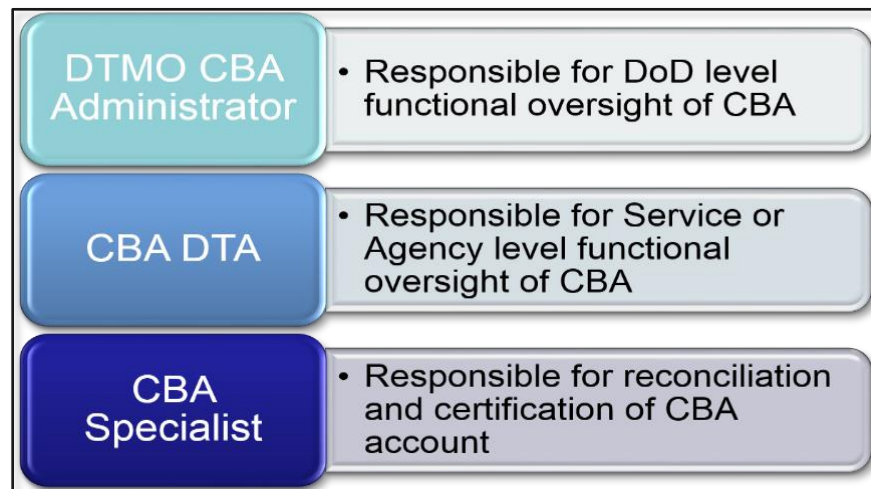 DTMO CBA
Administrator
• Responsible for DoD level
functional oversight of CBA
CBA DTA
• Responsible for Service or
Agency level functional
oversight of CBA
CBA
Specialist
• Responsible for reconciliation
and certification of CBA
account